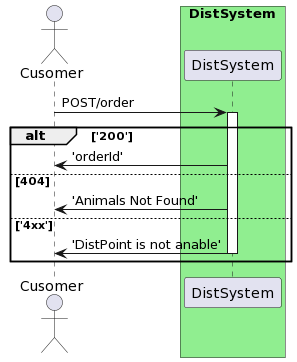 DistSystem
Cusomer
DistSystem
POST/order
alt ['200']
'orderId'
[404]
'Animals Not Found'
['4xx']
'DistPoint is not anable'
Cusomer
DistSystem